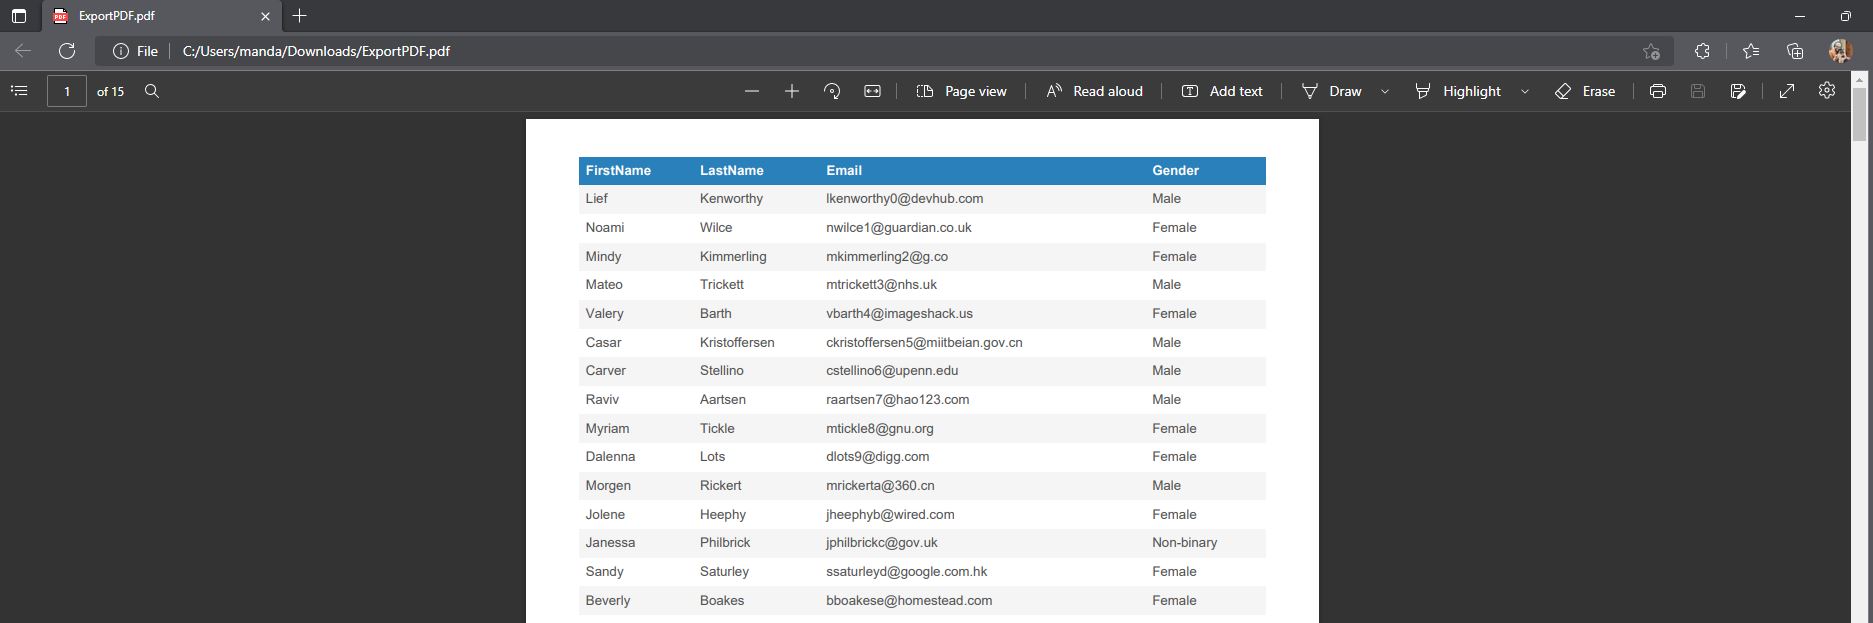 ExportPDF.pdf
File C:/Users/manda/Downloads/ExportPDF.pdf
1 of 15 Page view Read aloud Add text Draw Highlight Erase
FirstName LastName Email Gender
Lief Kenworthy lkenworthy0@devhub.com Male
Noami Wilce nwilce1@guardian.co.uk Female
Mindy Kimmerling mkimmerling2@g.co Female
Mateo Trickett mtrickett3@nhs.uk Male
Valery Barth vbarth4@imageshack.us Female
Casar Kristoffersen ckristoffersen5@miitbeian.gov.cn Male
Carver Stellino cstellino6@upenn.edu Male
Raviv Aartsen raartsen7@hao123.com Male
Myriam Tickle mtickle8@gnu.org Female
Dalenna Lots dlots9@digg.com Female
Morgen Rickert mrickerta@360.cn Male
Jolene Heephy jheephyb@wired.com Female
Janessa Philbrick jphilbrickc@gov.uk Non-binary
Sandy Saturley ssaturleyd@google.com.hk Female
Beverly Boakes bboakese@homestead.com Female